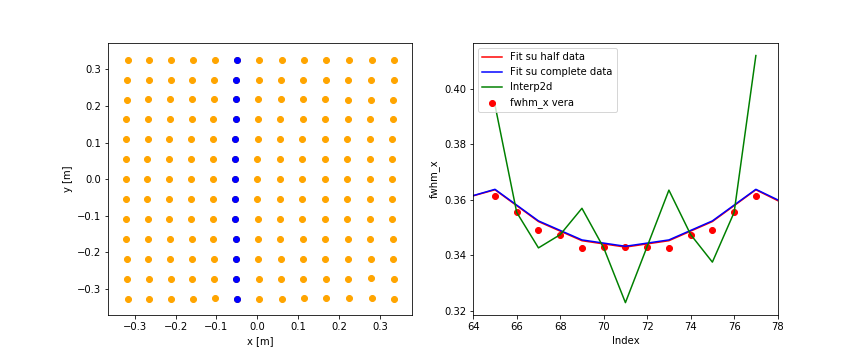 0.3
0.2
0.1
0.0
−0.1
−0.2
−0.3
y [m]
−0.3 −0.2 −0.1 0.0 0.1 0.2 0.3
x [m]
Fit su half data
Fit su complete data
Interp2d
fwhm_x vera
0.40
0.38
0.36
0.34
0.32
fwhm_x
64 66 68 70 72 74 76 78
Index